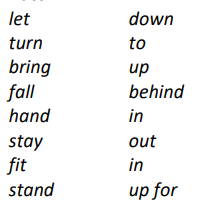 let down
turn to
bring up
fall behind
hand in
stay out
fit in
stand up for